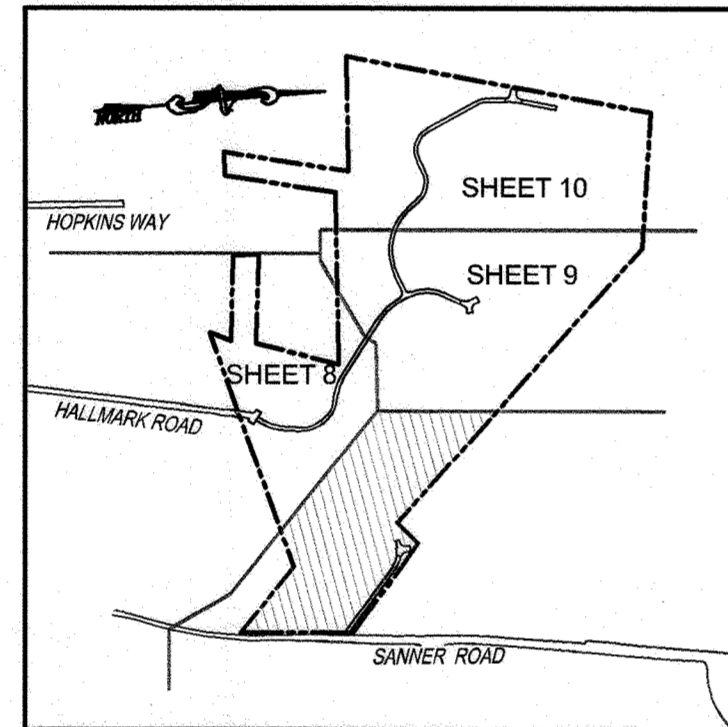 NORTH
SHEET 10
HOPKINS WAY
SHEET 9
SHEET 8
HALLMARK ROAD
SANNER ROAD